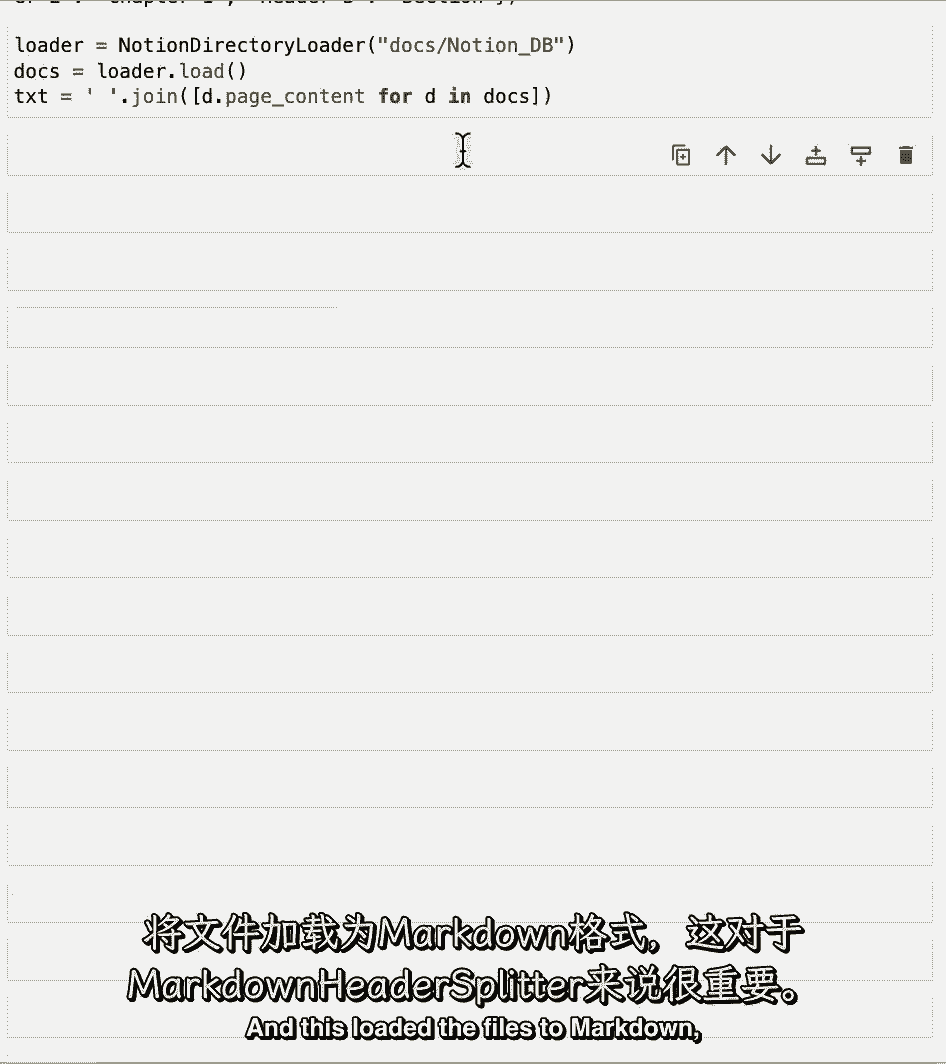 loader = NotionDirectoryLoader("docs/Notion_DB")
docs = loader.load()
txt = ' '.join([d.page_content for d in docs])
将文件加载为Markdown格式，这对于
MarkdownHeaderSplitter来说很重要。
And this loaded the files to Markdown,